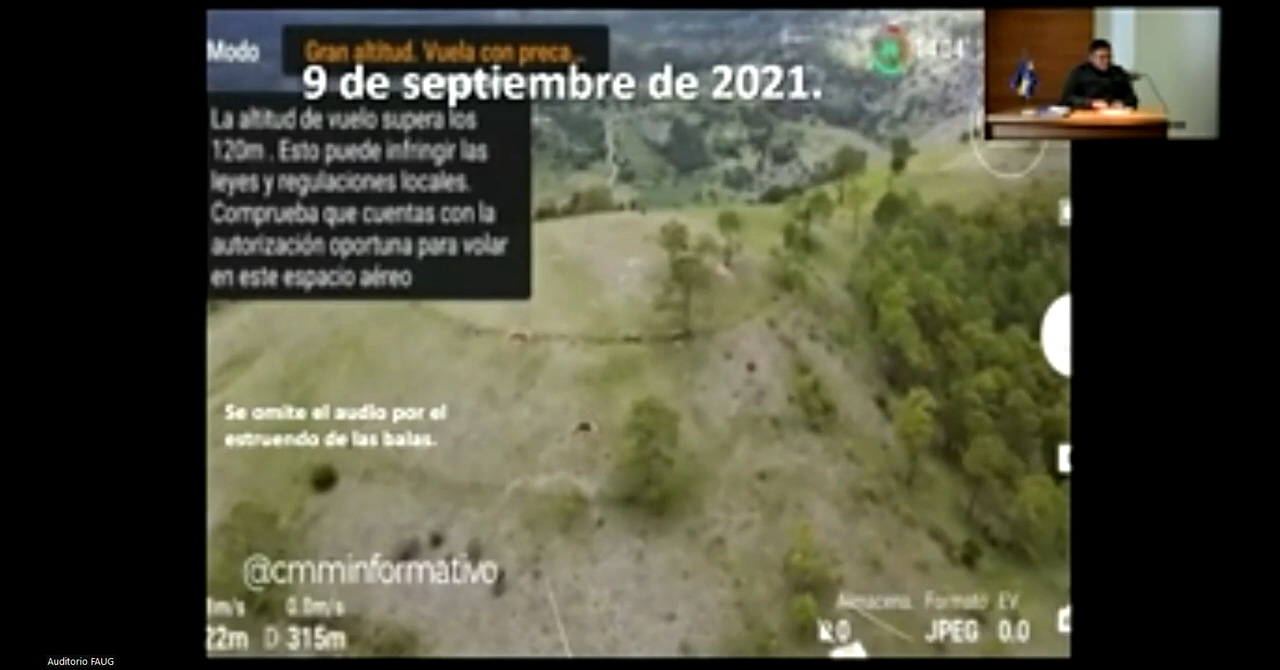 Modo
Gran altitud. Vuela con preca...
9 de septiembre de 2021.
La altitud de vuelo supera los
120m . Esto puede infringir las
leyes y regulaciones locales.
Comprueba que cuentas con la
autorización oportuna para volar
en este espacio aéreo
Se omite el audio por el
estruendo de las balas.
@cmminformativo
m/s 0.0m/s
22m D 315m
Almacena. Formato EV
JPEG 0.0
Auditorio FAUG